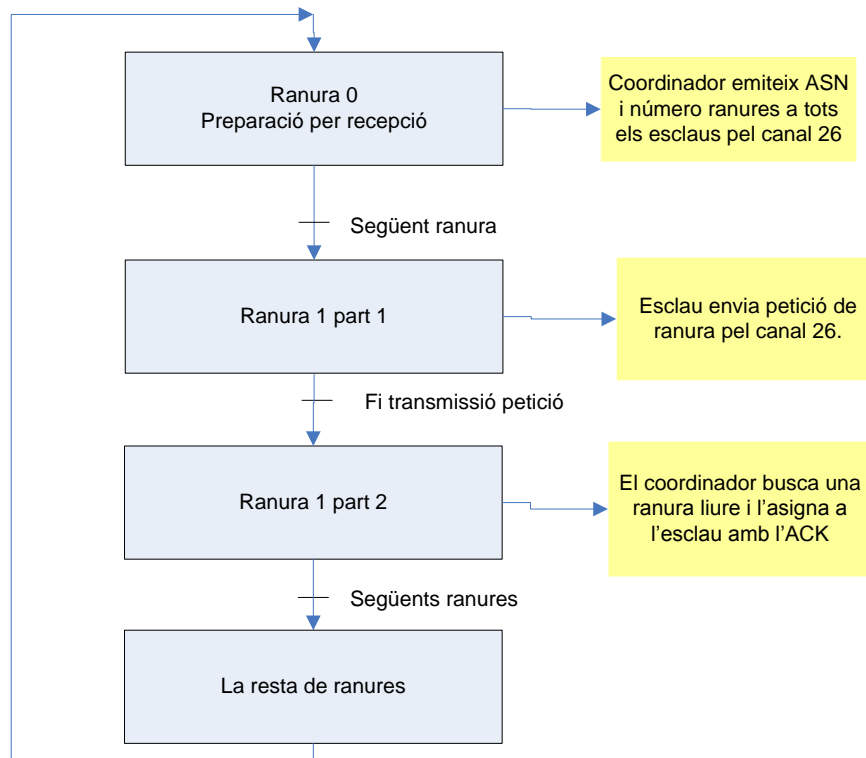 Ranura 0
Preparació per recepció
Coordinador emiteix ASN
i número ranures a tots
els esclaus pel canal 26
Següent ranura
Ranura 1 part 1
Esclau envia petició de
ranura pel canal 26.
Fi transmissió petició
Ranura 1 part 2
El coordinador busca una
ranura lliure i l’asigna a
l’esclau amb l’ACK
Següents ranures
La resta de ranures